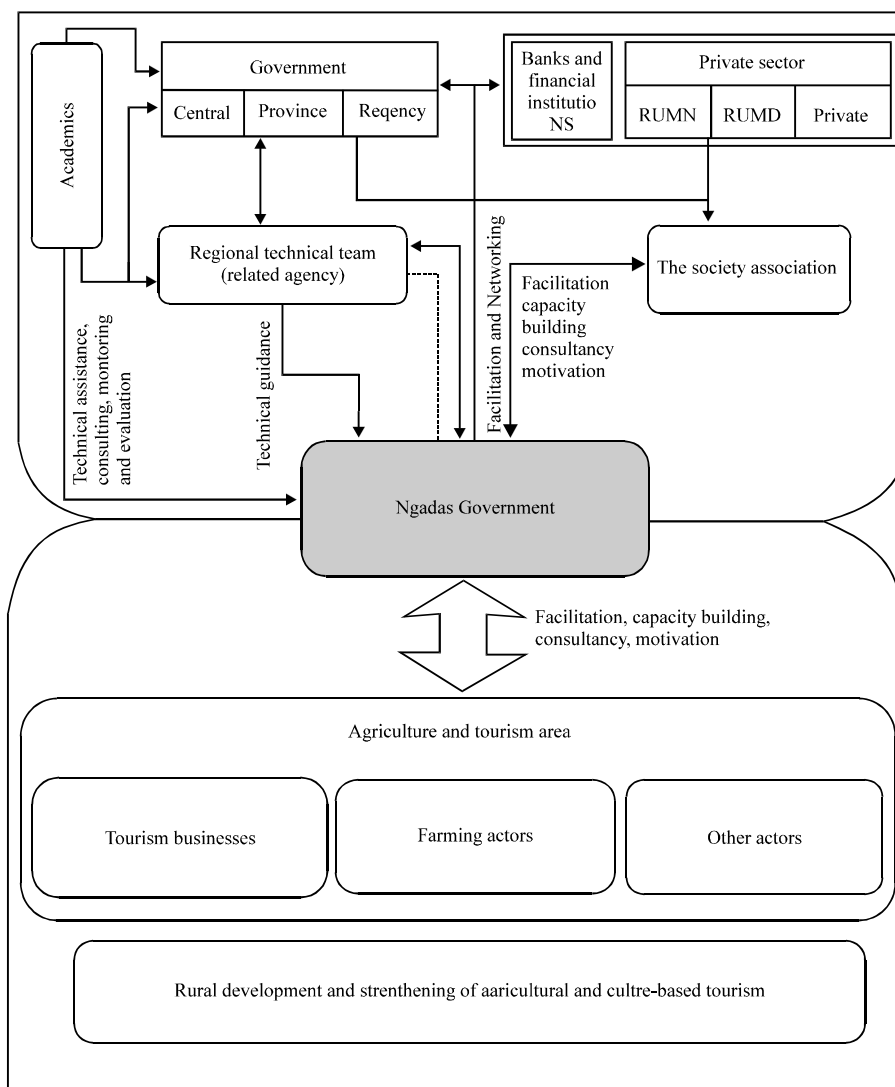 Academics
Government
Central
Province
Reqency
Banks and
financial
institutio
NS
Private sector
RUMN
RUMD
Private
Regional technical team
(related agency)
The society association
Technical assistance,
consulting, montoring
and evaluation
Technical guidance
Facilitation and Networking
Facilitation
capacity
building
consultancy
motivation
Ngadas Government
Facilitation, capacity building,
consultancy, motivation
Agriculture and tourism area
Tourism businesses
Farming actors
Other actors
Rural development and strenthening of aaricultural and cultre-based tourism